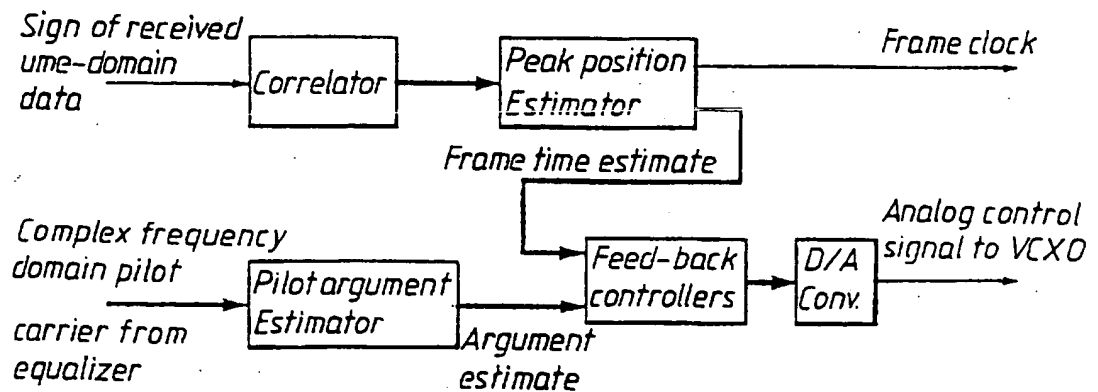 Sign of received
ume-domain
data
Correlator
Peak position
Estimator
Frame clock
Frame time estimate
Complex frequency
domain pilot
carrier from
equalizer
Pilot argument
Estimator
Argument
estimate
Feed-back
controllers
D/A
Conv.
Analog control
signal to VCXO